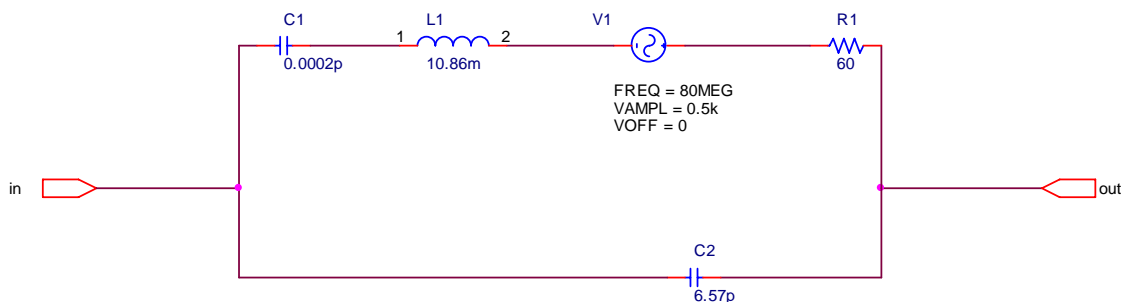 C1
L1
V1
R1
1
2
0.0002p
10.86m
60
FREQ = 80MEG
VAMPL = 0.5k
VOFF = 0
in
out
C2
6.57p